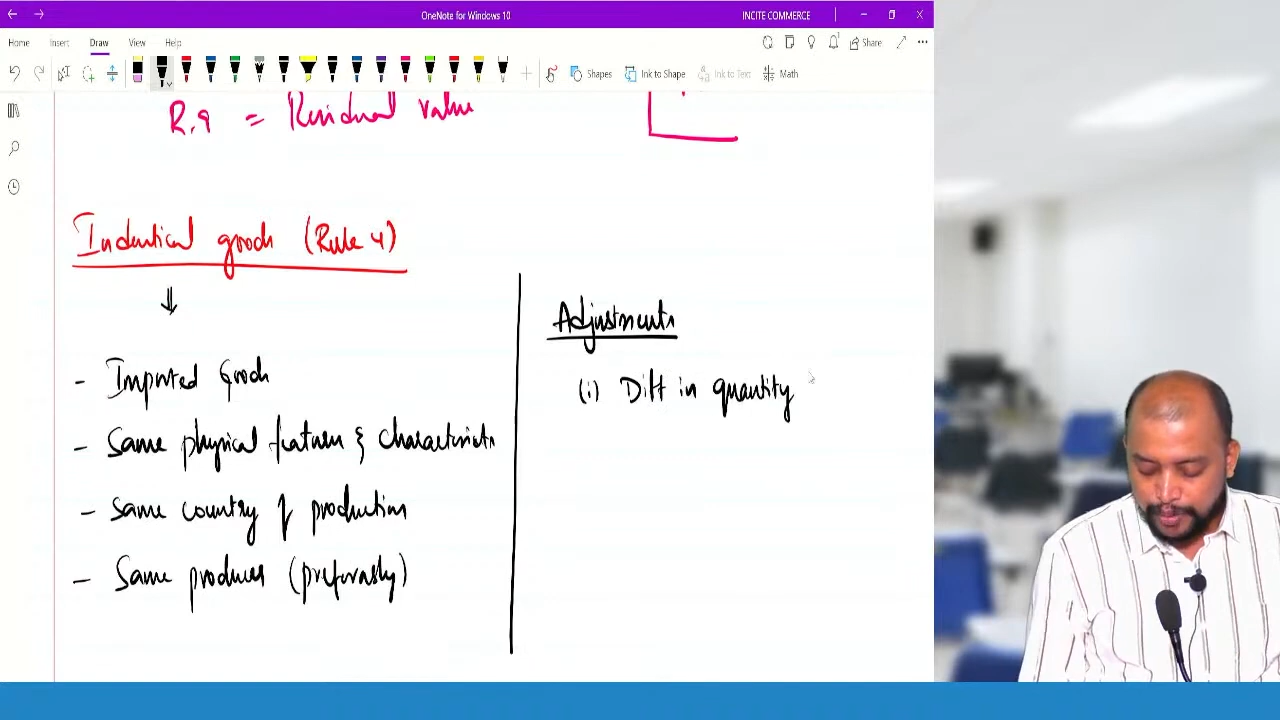 OneNote for Windows 10
INCITE COMMERCE
Home Insert Draw View Help
Share
Shapes Ink to Shape Ink to Text Math
R.9 = Residual value
Indentical goods (Rule 4)
- Imported Goods
- Same physical features & characteristics
- Same country of production
- Same producer (preferably)
Adjustments
(i) Diff in quantity